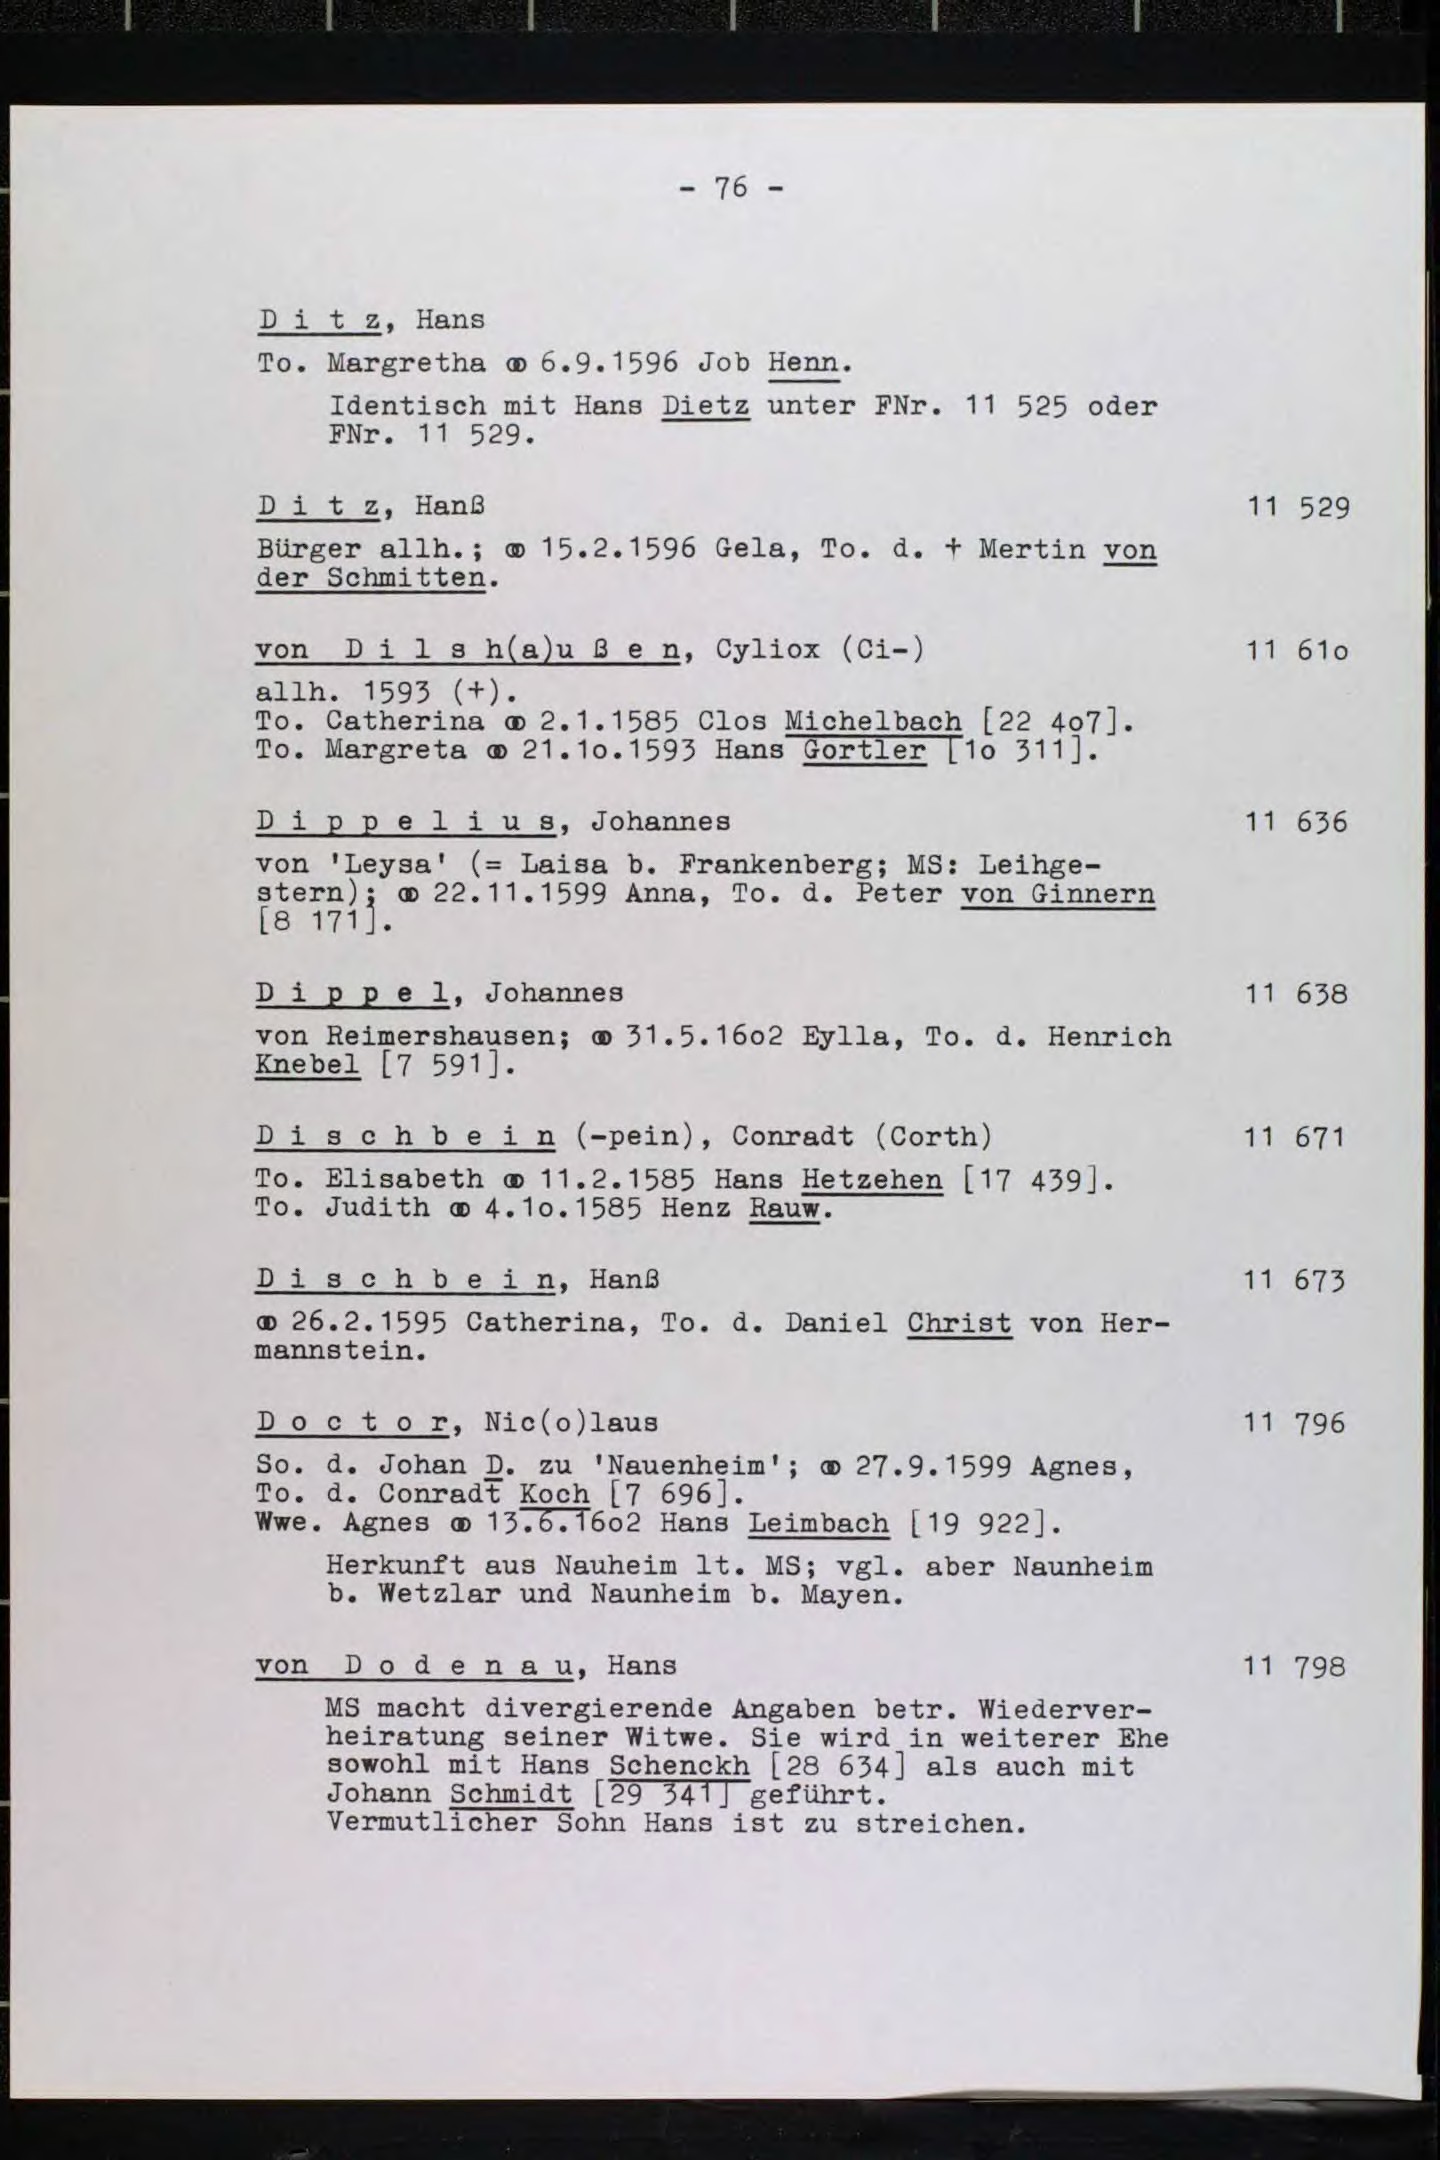 - 76 -
D i t z, Hans
To. Margretha ⚭ 6.9.1596 Job Henn.
Identisch mit Hans Dietz unter FNr. 11 525 oder
FNr. 11 529.
D i t z, Hanß 11 529
Bürger allh.; ⚭ 15.2.1596 Gela, To. d. + Mertin von
der Schmitten.
von D i l s h(a)u ß e n, Cyliox (Ci-) 11 61o
allh. 1593 (+).
To. Catherina ⚭ 2.1.1585 Clos Michelbach [22 4o7].
To. Margreta ⚭ 21.1o.1593 Hans Gortler [1o 311].
D i p p e l i u s, Johannes 11 636
von 'Leysa' (= Laisa b. Frankenberg; MS: Leihge-
stern); ⚭ 22.11.1599 Anna, To. d. Peter von Ginnern
[8 171].
D i p p e l, Johannes 11 638
von Reimershausen; ⚭ 31.5.16o2 Eylla, To. d. Henrich
Knebel [7 591].
D i s c h b e i n (-pein), Conradt (Corth) 11 671
To. Elisabeth ⚭ 11.2.1585 Hans Hetzehen [17 439].
To. Judith ⚭ 4.1o.1585 Henz Rauw.
D i s c h b e i n, Hanß 11 673
⚭ 26.2.1595 Catherina, To. d. Daniel Christ von Her-
mannstein.
D o c t o r, Nic(o)laus 11 796
So. d. Johan D. zu 'Nauenheim'; ⚭ 27.9.1599 Agnes,
To. d. Conradt Koch [7 696].
Wwe. Agnes ⚭ 13.6.16o2 Hans Leimbach [19 922].
Herkunft aus Nauheim lt. MS; vgl. aber Naunheim
b. Wetzlar und Naunheim b. Mayen.
von D o d e n a u, Hans 11 798
MS macht divergierende Angaben betr. Wiederver-
heiratung seiner Witwe. Sie wird in weiterer Ehe
sowohl mit Hans Schenckh [28 634] als auch mit
Johann Schmidt [29 341] geführt.
Vermutlicher Sohn Hans ist zu streichen.